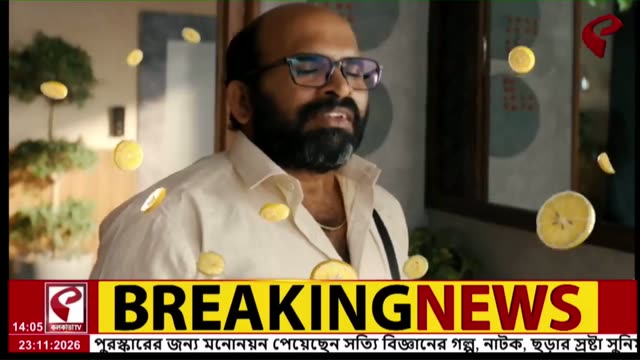 BREAKINGNEWS
কলকাতাTV
14:05
23:11:2026
পুরস্কারের জন্য মনোনয়ন পেয়েছেন সত্যি বিজ্ঞানের গল্প, নাটক, ছড়ার স্রষ্টা সুনি